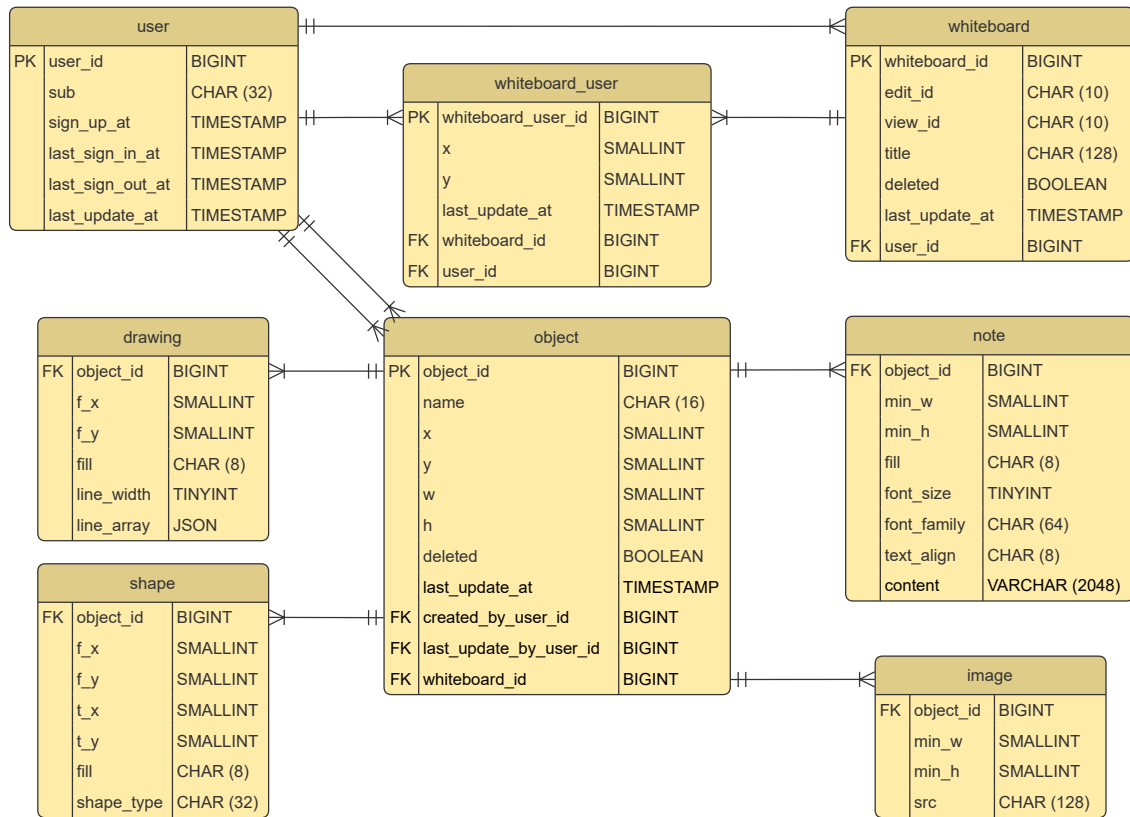 user
PK user_id BIGINT
sub CHAR (32)
sign_up_at TIMESTAMP
last_sign_in_at TIMESTAMP
last_sign_out_at TIMESTAMP
last_update_at TIMESTAMP
whiteboard_user
PK whiteboard_user_id BIGINT
x SMALLINT
y SMALLINT
last_update_at TIMESTAMP
FK whiteboard_id BIGINT
FK user_id BIGINT
whiteboard
PK whiteboard_id BIGINT
edit_id CHAR (10)
view_id CHAR (10)
title CHAR (128)
deleted BOOLEAN
last_update_at TIMESTAMP
FK user_id BIGINT
drawing
FK object_id BIGINT
f_x SMALLINT
f_y SMALLINT
fill CHAR (8)
line_width TINYINT
line_array JSON
object
PK object_id BIGINT
name CHAR (16)
x SMALLINT
y SMALLINT
w SMALLINT
h SMALLINT
deleted BOOLEAN
last_update_at TIMESTAMP
FK created_by_user_id BIGINT
FK last_update_by_user_id BIGINT
FK whiteboard_id BIGINT
note
FK object_id BIGINT
min_w SMALLINT
min_h SMALLINT
fill CHAR (8)
font_size TINYINT
font_family CHAR (64)
text_align CHAR (8)
content VARCHAR (2048)
shape
FK object_id BIGINT
f_x SMALLINT
f_y SMALLINT
t_x SMALLINT
t_y SMALLINT
fill CHAR (8)
shape_type CHAR (32)
image
FK object_id BIGINT
min_w SMALLINT
min_h SMALLINT
src CHAR (128)